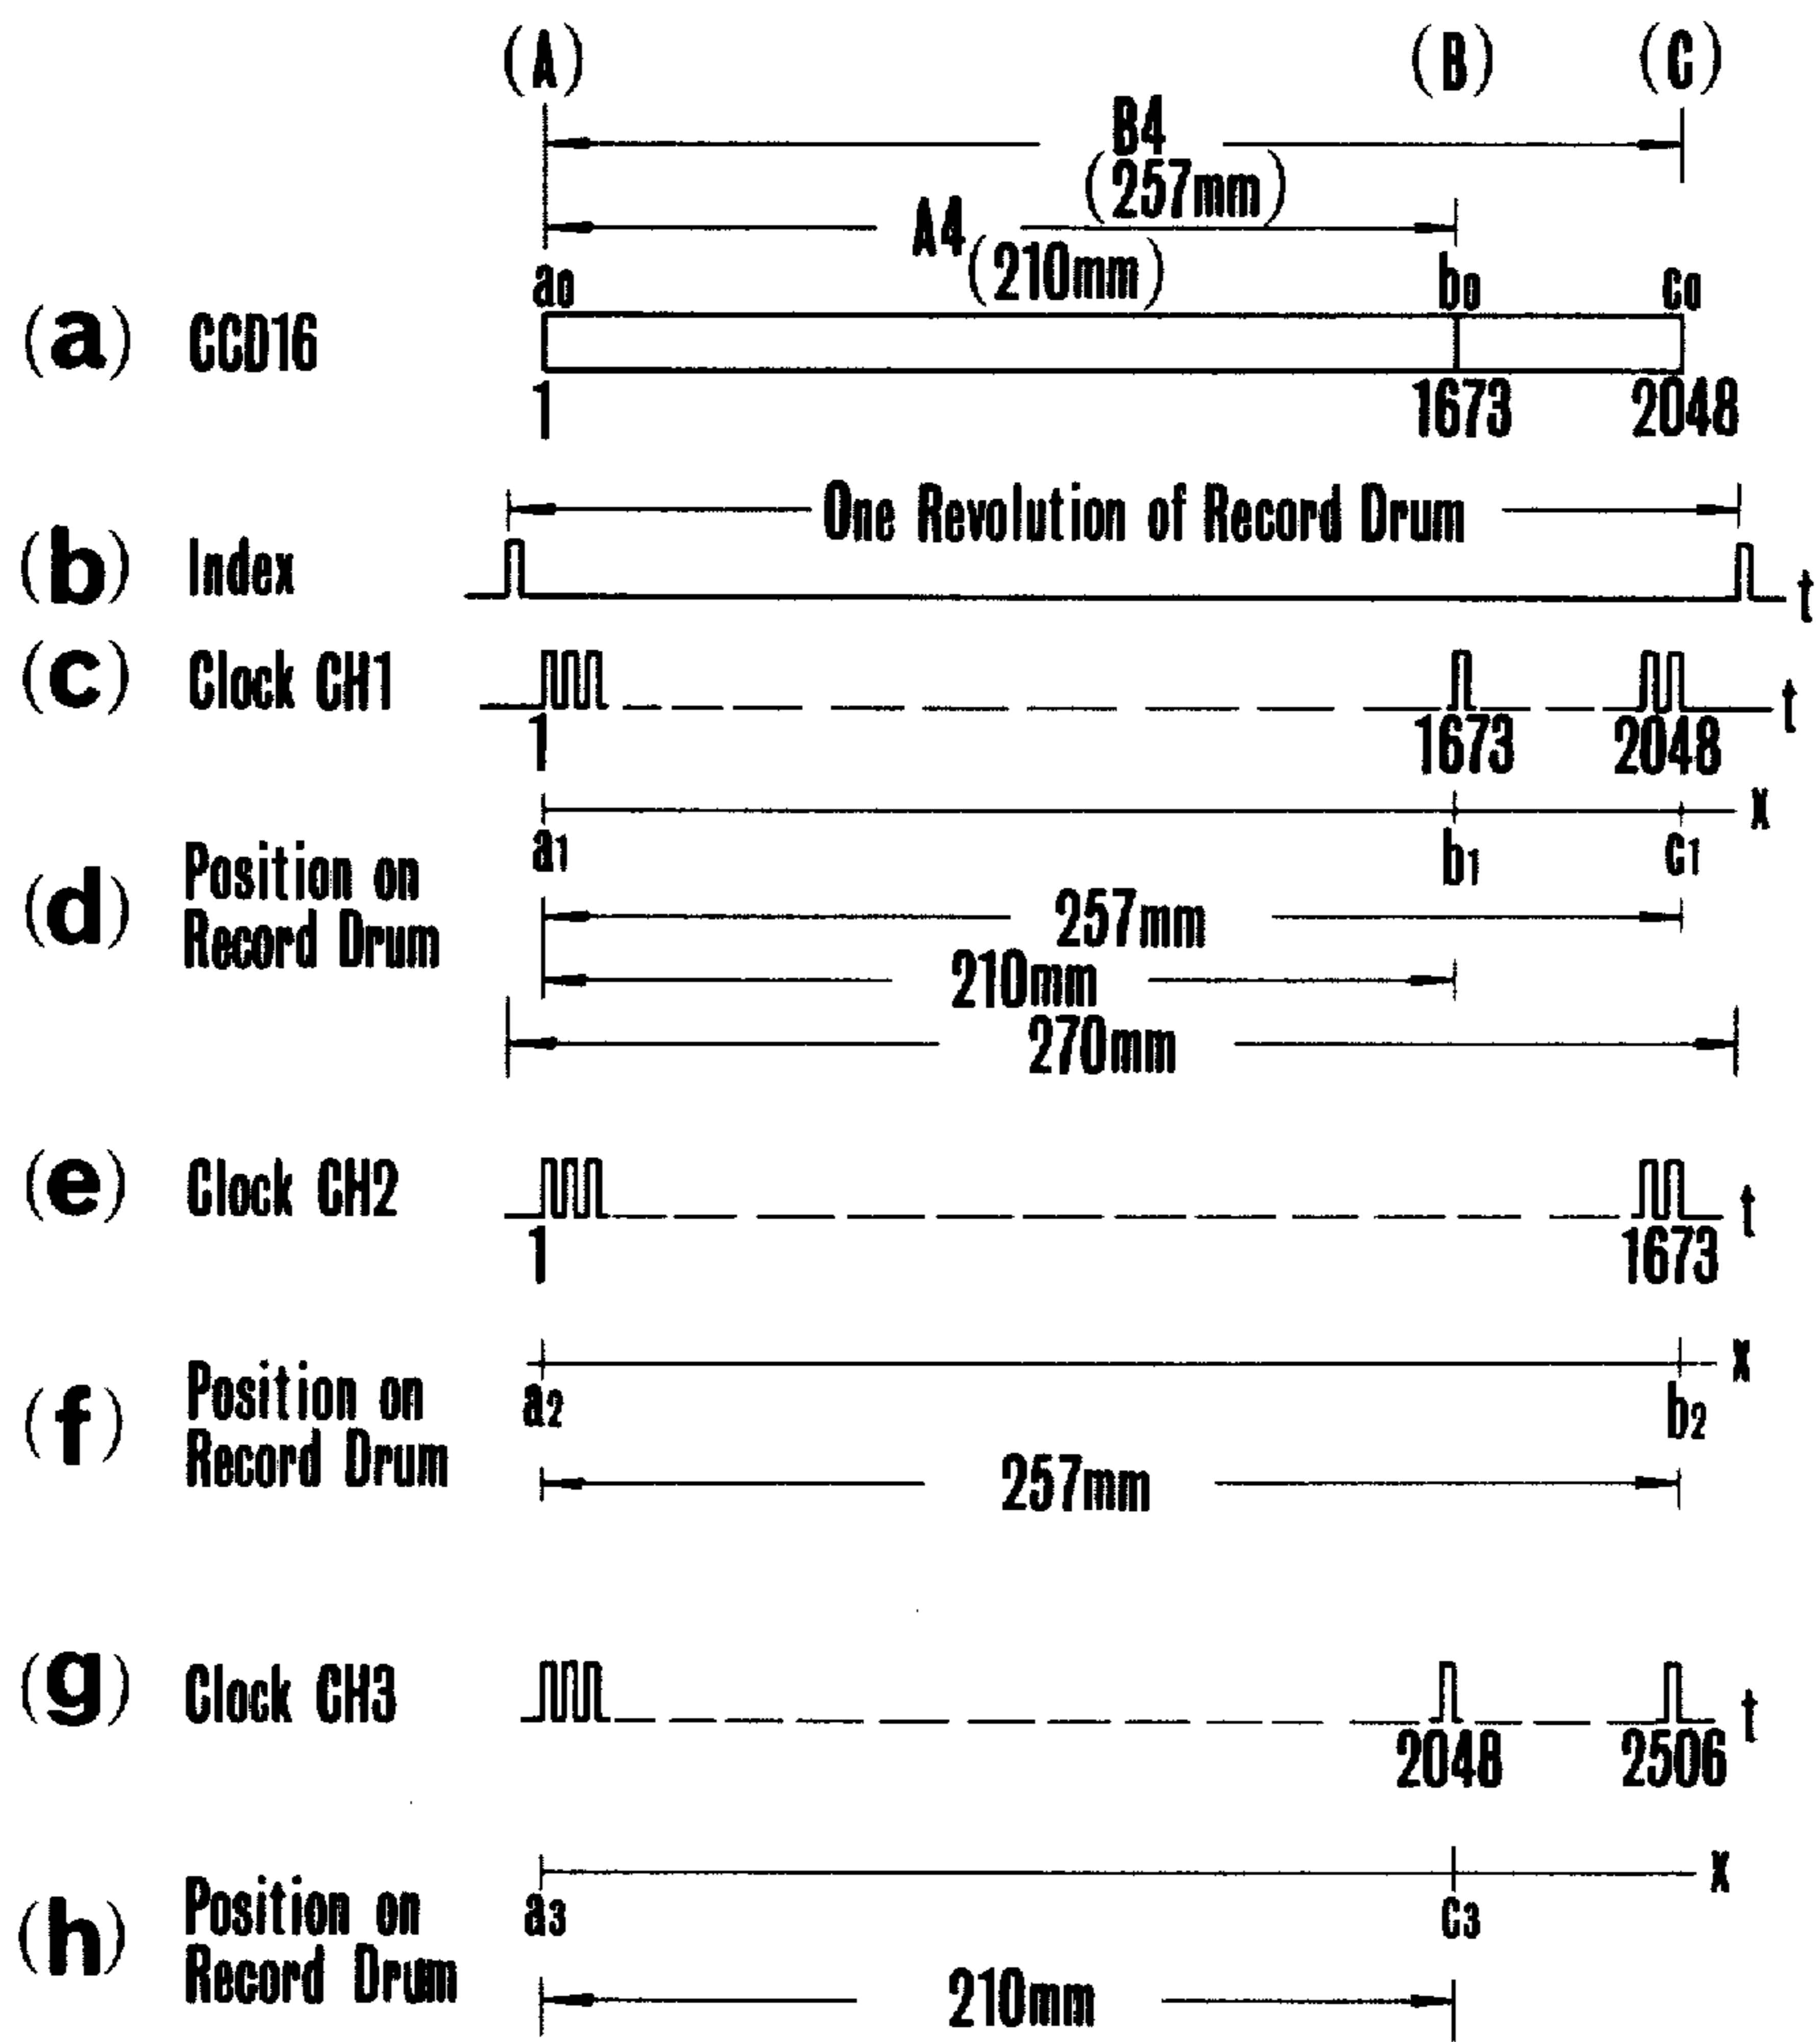 (A) (B) (C)
B4
(257mm)
A4
(210mm)
a0 b0 c0
(a) CCD16
1 1673 2048
One Revolution of Record Drum
(b) Index t
(c) Clock CH1 t
1 1673 2048
x
a1 b1 c1
(d) Position on
Record Drum
257mm
210mm
270mm
(e) Clock CH2 t
1 1673
x
a2 b2
(f) Position on
Record Drum
257mm
(g) Clock CH3 t
2048 2506
x
a3 c3
(h) Position on
Record Drum
210mm